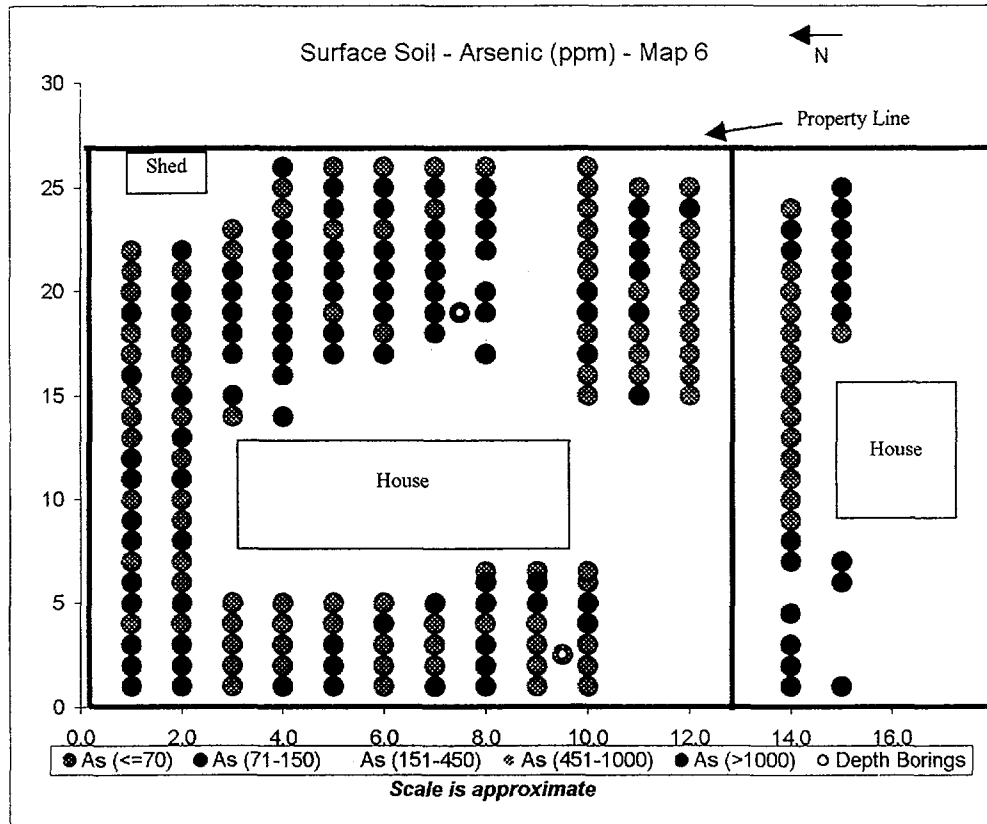 N
Surface Soil - Arsenic (ppm) - Map 6
30
Property Line
Shed
25
20
15
House
House
10
5
0
0.0 2.0 4.0 6.0 8.0 10.0 12.0 14.0 16.0
As (<=70) As (71-150) As (151-450) As (451-1000) As (>1000) Depth Borings
Scale is approximate